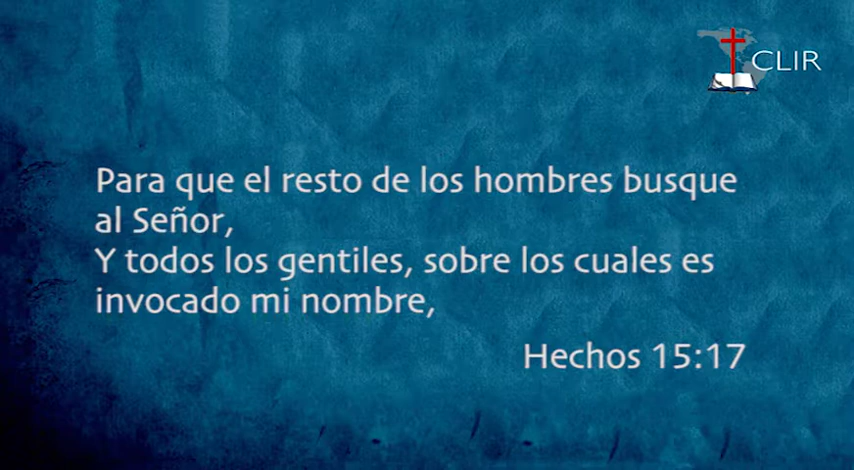 CLIR
Para que el resto de los hombres busque
al Señor,
Y todos los gentiles, sobre los cuales es
invocado mi nombre,
Hechos 15:17